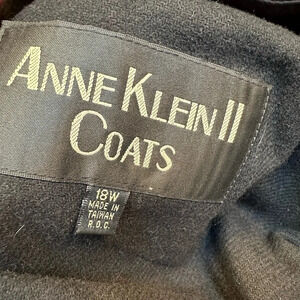 ANNE KLEIN II
COATS
18W
MADE IN
TAIWAN
R.O.C.